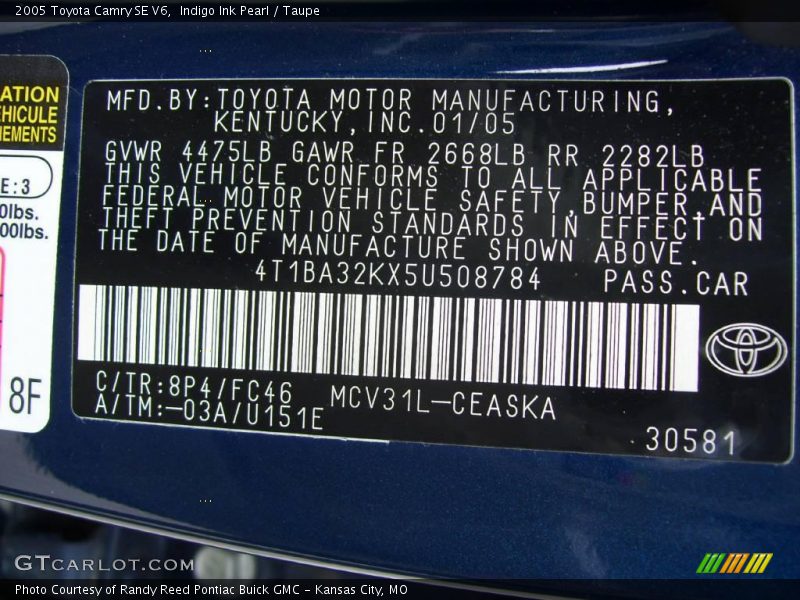 2005 Toyota Camry SE V6,  Indigo Ink Pearl / Taupe
ATION
EHICULE
EMENTS
E : 3
0lbs.
00lbs.
8F
MFD.BY:TOYOTA MOTOR MANUFACTURING,
KENTUCKY,INC.01/05
GVWR 4475LB GAWR FR 2668LB RR 2282LB
THIS VEHICLE CONFORMS TO ALL APPLICABLE
FEDERAL MOTOR VEHICLE SAFETY,BUMPER,AND
THEFT PREVENTION STANDARDS IN EFFECT ON
THE DATE OF MANUFACTURE SHOWN ABOVE.
4T1BA32KX5U508784 PASS.CAR
C/TR:8P4/FC46 MCV31L-CEASKA
A/TM:-03A/U151E
30581
GTCARLOT.COM
Photo Courtesy of Randy Reed Pontiac Buick GMC - Kansas City, MO